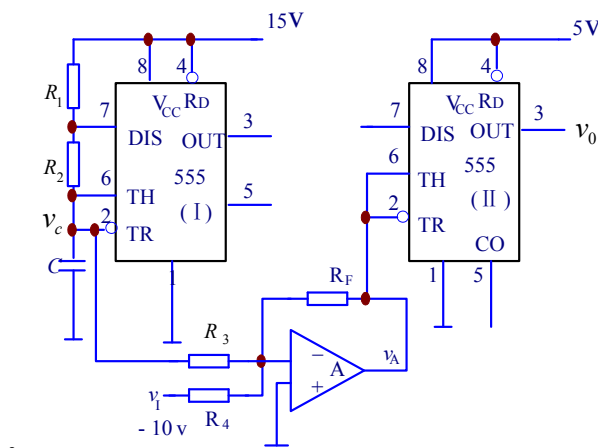 15V
5V
8
4
8
4
R1
VCC
RD
VCC
RD
7
3
7
3
DIS
OUT
DIS
OUT
v0
R2
6
555
5
6
555
TH
( I )
TH
( II )
vc
2
TR
2
TR
C
CO
1
RF
1
5
R3
−
vA
A
vI
+
R4
- 10 v